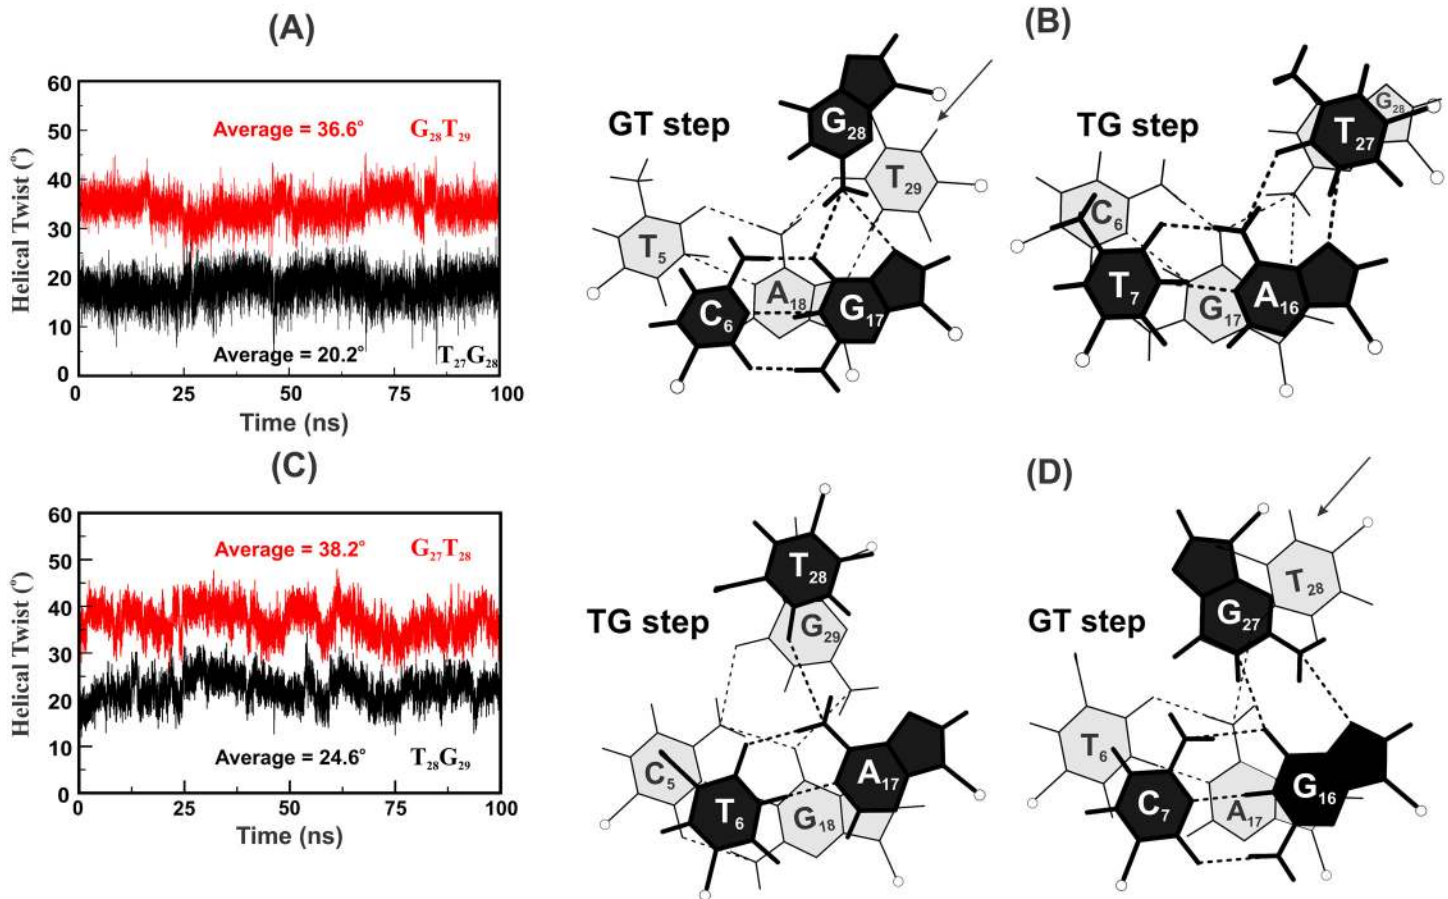 (A)
60
50
40
30
20
10
0
Helical Twist (°)
Average = 36.6°
G₂₈T₂₉
Average = 20.2°
T₂₇G₂₈
0
25
50
75
100
Time (ns)
(B)
GT step
G₂₈
T₂₉
T₅
A₁₈
C₆
G₁₇
TG step
G₂₈
T₂₇
C₆
T₇
G₁₇
A₁₆
(C)
60
50
40
30
20
10
0
Helical Twist (°)
Average = 38.2°
G₂₇T₂₈
Average = 24.6°
T₂₈G₂₉
0
25
50
75
100
Time (ns)
(D)
TG step
T₂₈
G₂₉
C₅
A₁₇
T₆
G₁₈
GT step
T₂₈
G₂₇
T₆
C₇
A₁₇
G₁₆